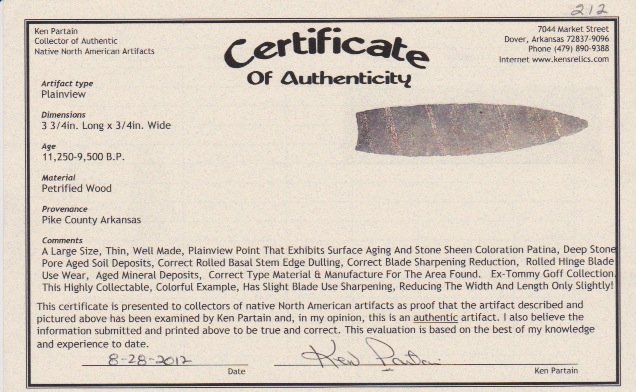 212
Ken Partain
Collector of Authentic
Native North American Artifacts
Certificate
Of Authenticity
7044 Market Street
Dover, Arkansas 72837-9096
Phone (479) 890-9388
Internet www.kensrelics.com
Artifact type
Plainview
Dimensions
3 3/4in. Long x 3/4in. Wide
Age
11,250-9,500 B.P.
Material
Petrified Wood
Provenance
Pike County Arkansas
Comments
A Large Size, Thin, Well Made, Plainview Point That Exhibits Surface Aging And Stone Sheen Coloration Patina, Deep Stone
Pore Aged Soil Deposits, Correct Rolled Basal Stem Edge Dulling, Correct Blade Sharpening Reduction, Rolled Hinge Blade
Use Wear, Aged Mineral Deposits, Correct Type Material & Manufacture For The Area Found. Ex-Tommy Goff Collection.
This Highly Collectable, Colorful Example, Has Slight Blade Use Sharpening, Reducing The Width And Length Only Slightly!
This certificate is presented to collectors of native North American artifacts as proof that the artifact described and
pictured above has been examined by Ken Partain and, in my opinion, this is an authentic artifact. I also believe the
information submitted and printed above to be true and correct. This evaluation is based on the best of my knowledge
and experience to date.
8-28-2012 Ken Partain
Date Ken Partain